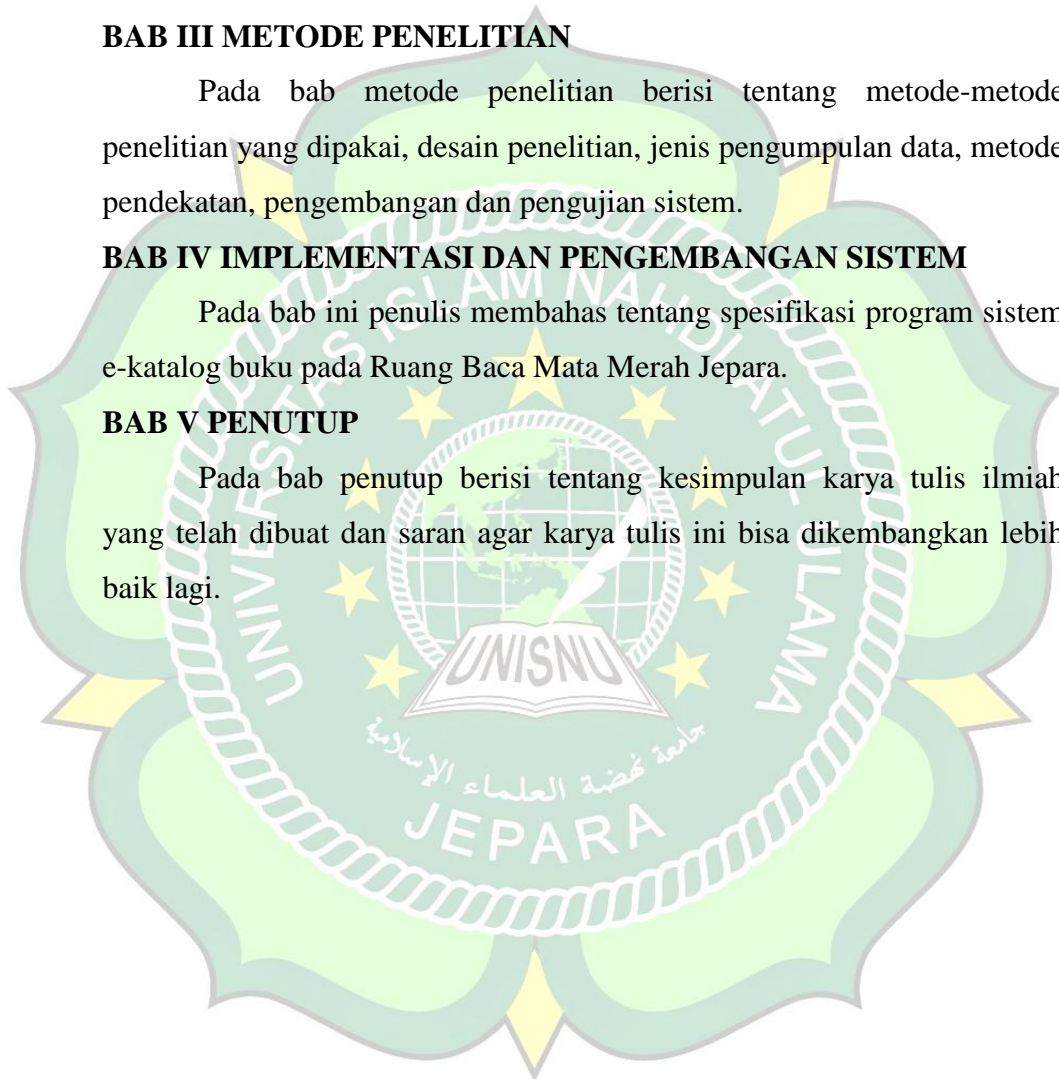 BAB III METODE PENELITIAN
Pada bab metode penelitian berisi tentang metode-metode
penelitian yang dipakai, desain penelitian, jenis pengumpulan data, metode
pendekatan, pengembangan dan pengujian sistem.
BAB IV IMPLEMENTASI DAN PENGEMBANGAN SISTEM
Pada bab ini penulis membahas tentang spesifikasi program sistem
e-katalog buku pada Ruang Baca Mata Merah Jepara.
BAB V PENUTUP
Pada bab penutup berisi tentang kesimpulan karya tulis ilmiah
yang telah dibuat dan saran agar karya tulis ini bisa dikembangkan lebih
baik lagi.
UNIVERSITAS ISLAM NAHDLATUL ULAMA
UNISNU
جامعة نهضة العلماء الإسلامية
JEPARA